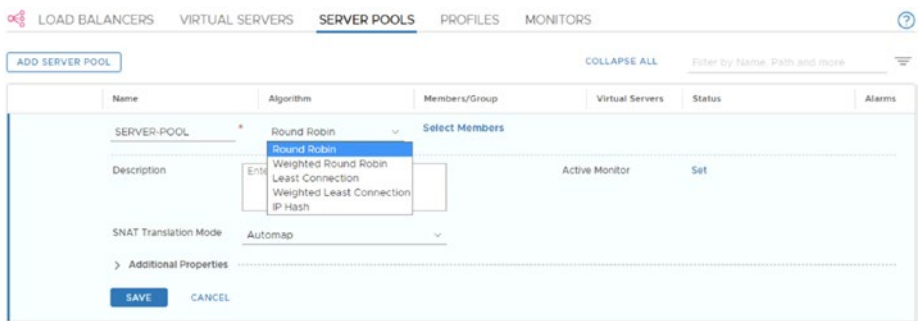 LOAD BALANCERS VIRTUAL SERVERS SERVER POOLS PROFILES MONITORS ?
ADD SERVER POOL COLLAPSE ALL Filter by Name, Path and more
Name Algorithm Members/Group Virtual Servers Status Alarms
SERVER-POOL * Round Robin Select Members
Round Robin
Description Ente Weighted Round Robin Active Monitor Set
Least Connection
Weighted Least Connection
IP Hash
SNAT Translation Mode Automap
> Additional Properties
SAVE CANCEL